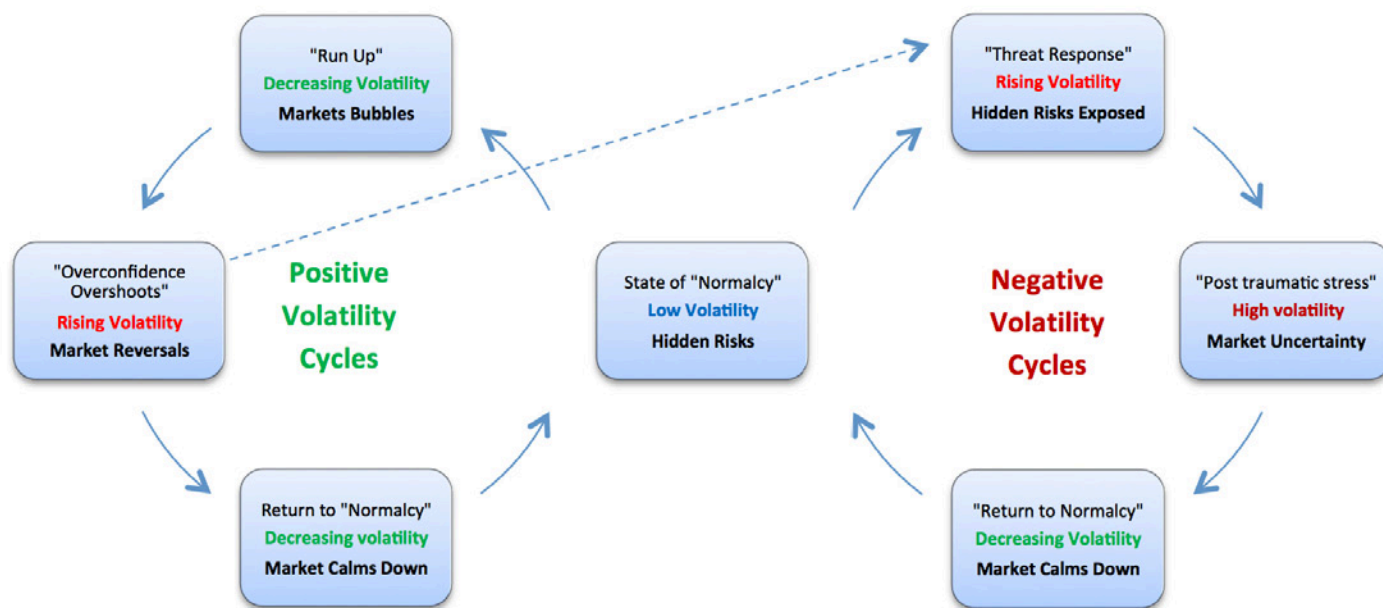 "Run Up"
Decreasing Volatility
Markets Bubbles
"Threat Response"
Rising Volatility
Hidden Risks Exposed
"Overconfidence
Overshoots"
Rising Volatility
Market Reversals
Positive
Volatility
Cycles
State of "Normalcy"
Low Volatility
Hidden Risks
Negative
Volatility
Cycles
"Post traumatic stress"
High volatility
Market Uncertainty
Return to "Normalcy"
Decreasing volatility
Market Calms Down
"Return to Normalcy"
Decreasing Volatility
Market Calms Down